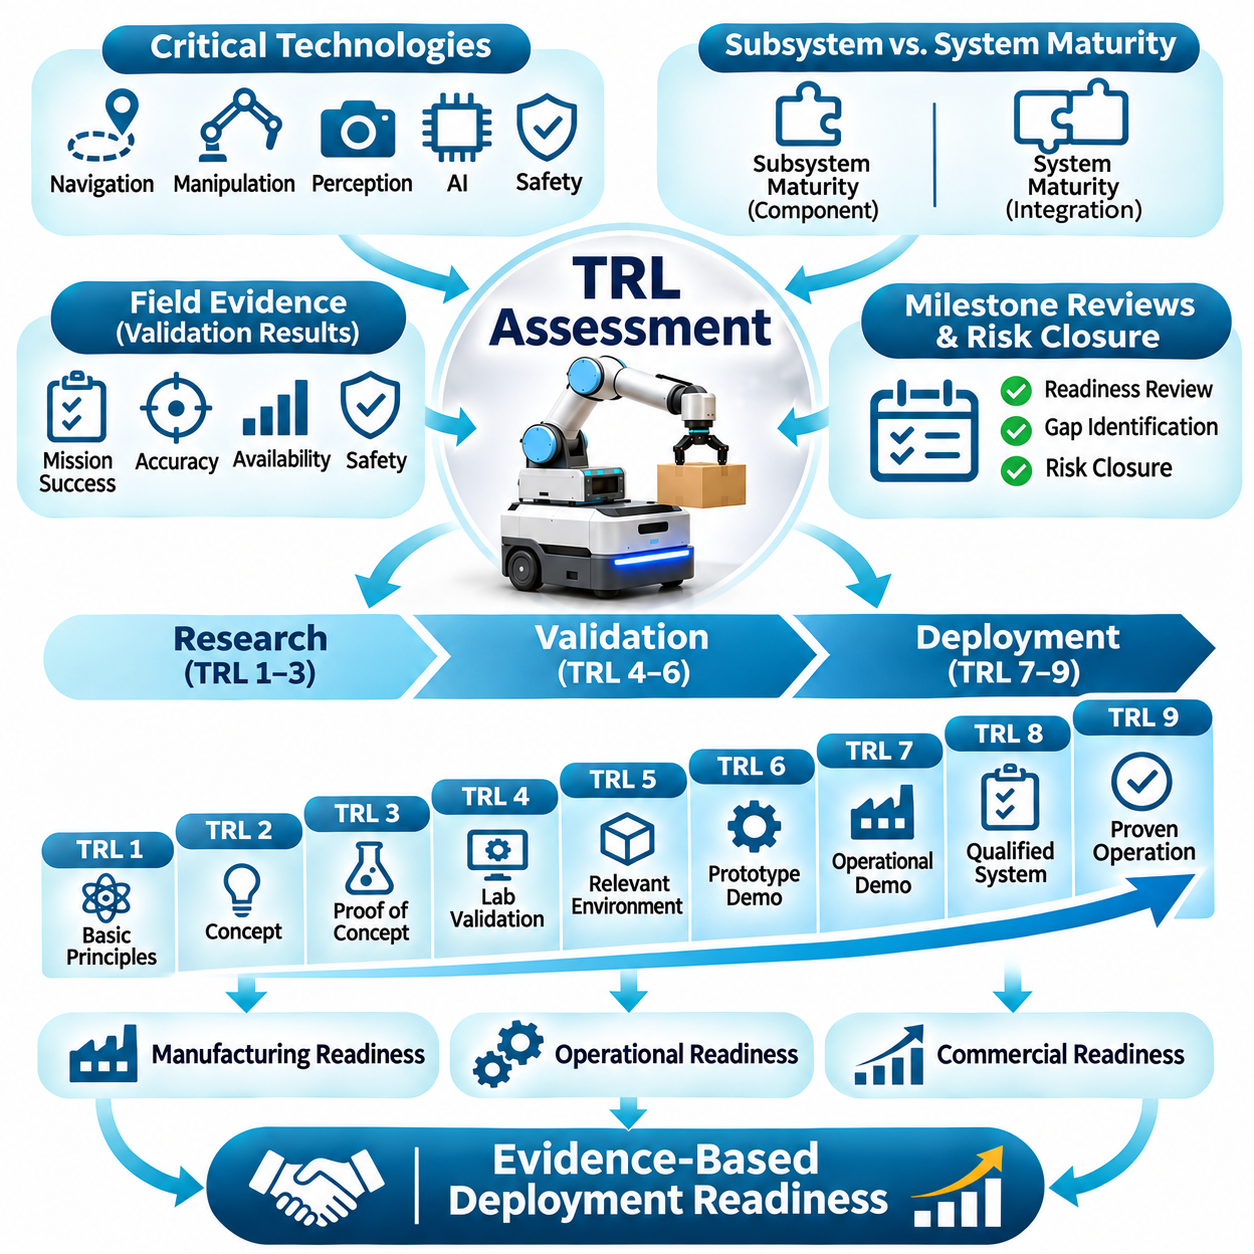 Critical Technologies
Navigation
Manipulation
Perception
AI
Safety
Subsystem vs. System Maturity
Subsystem
Maturity
(Component)
System
Maturity
(Integration)
TRL
Assessment
Field Evidence
(Validation Results)
Mission
Success
Accuracy
Availability
Safety
Milestone Reviews
& Risk Closure
Readiness Review
Gap Identification
Risk Closure
Research
(TRL 1–3)
Validation
(TRL 4–6)
Deployment
(TRL 7–9)
TRL 1
Basic
Principles
TRL 2
Concept
TRL 3
Proof of
Concept
TRL 4
Lab
Validation
TRL 5
Relevant
Environment
TRL 6
Prototype
Demo
TRL 7
Operational
Demo
TRL 8
Qualified
System
TRL 9
Proven
Operation
Manufacturing Readiness
Operational Readiness
Commercial Readiness
Evidence-Based
Deployment Readiness